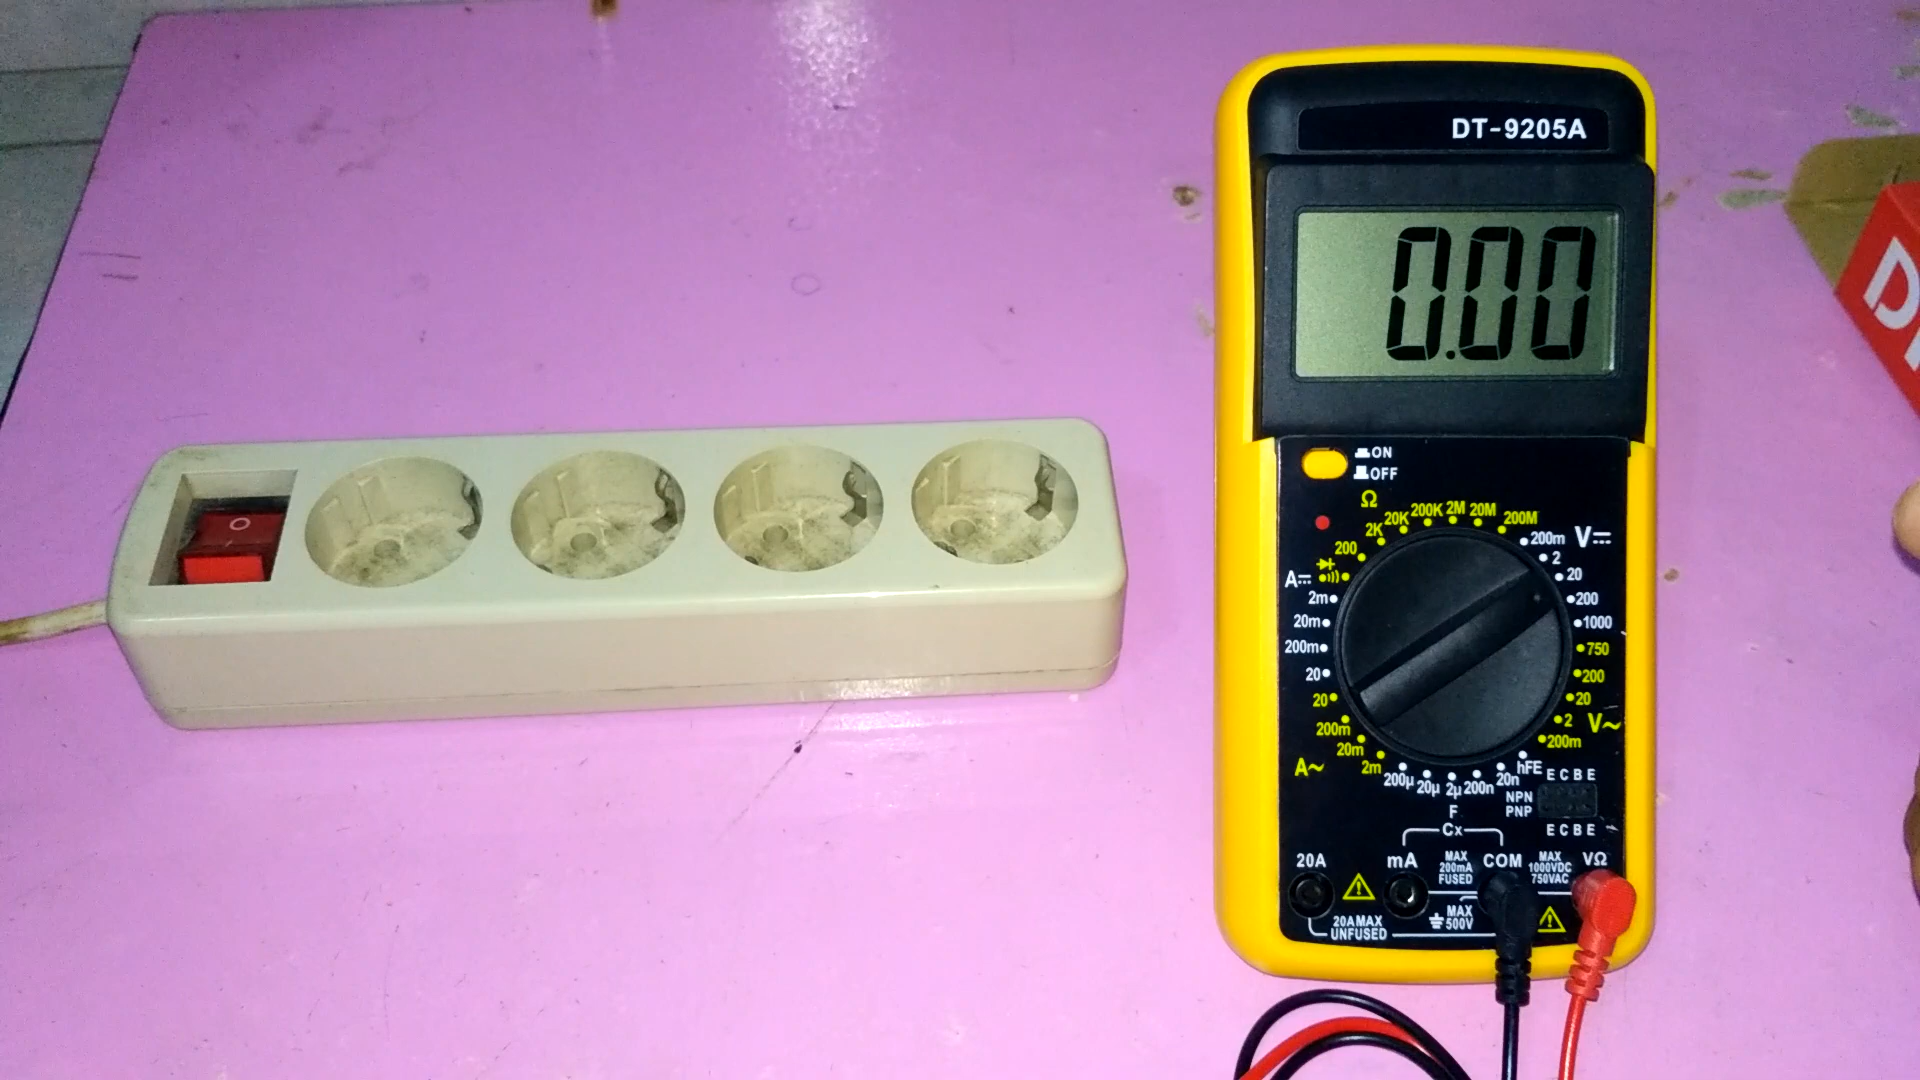 DT-9205A
0.00
ON
OFF
Ω
200
2K
20K
200K
2M
20M
200M
V
200m
2
20
200
1000
750
200
20
2
200m
V~
hFE
A
2m
20m
200m
20
20
200m
20m
2m
A~
200µ
20µ
2µ
200n
20n
F
Cx
E C B E
NPN
PNP
E C B E
20A
mA
MAX
200mA
FUSED
COM
MAX
1000VDC
750VAC
VΩ
20A MAX
UNFUSED
MAX
500V
D